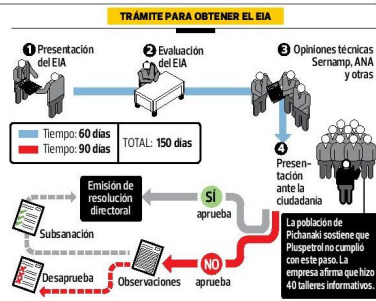 TRÁMITE PARA OBTENER EL EIA
1 Presentación
del EIA
2 Evaluación
del EIA
3 Opiniones técnicas
Sernamp, ANA
y otras
Tiempo: 60 días
Tiempo: 90 días
TOTAL: 150 días
4
Presen-
tación
ante la
ciudadanía
Emisión de
resolución
directoral
SÍ
aprueba
Subsanación
Desaprueba
Observaciones
NO
aprueba
La población de
Pichanaki sostiene que
Pluspetrol no cumplió
con este paso. La
empresa afirma que hizo
40 talleres informativos.